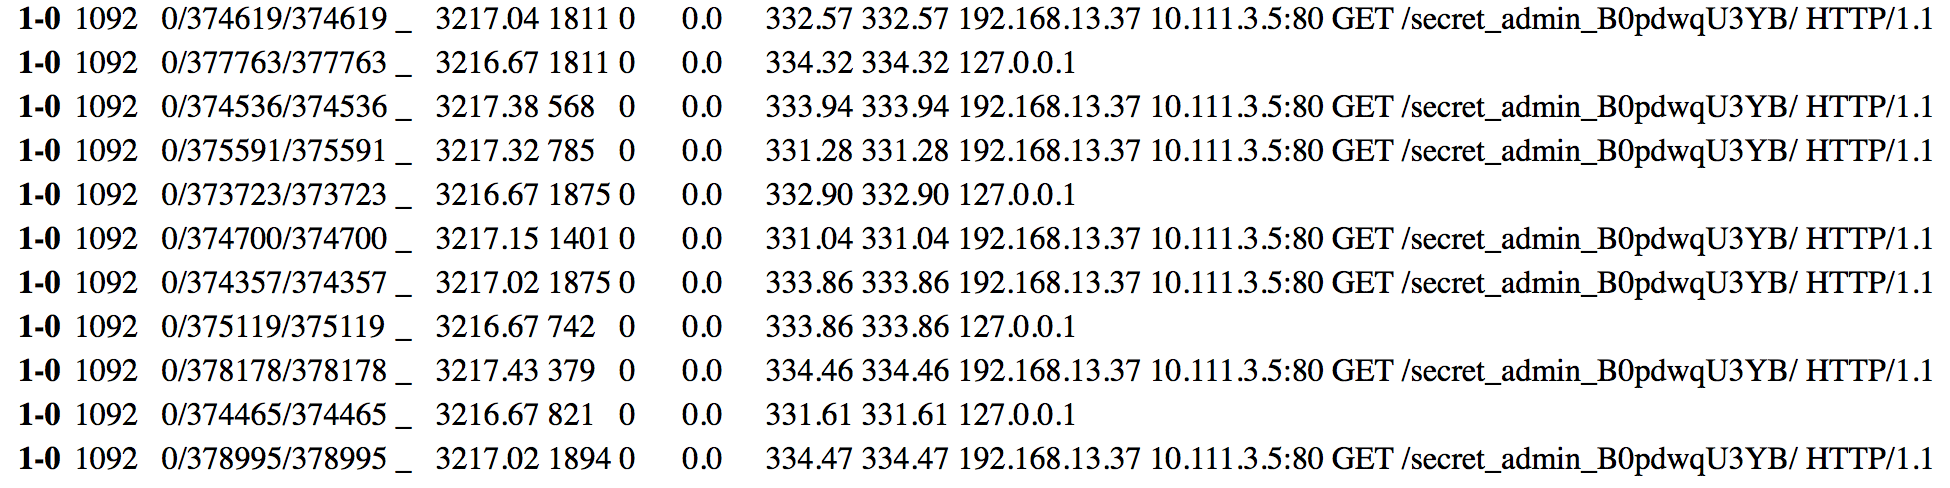 1-0 1092 0/374619/374619 _ 3217.04 1811 0 0.0 332.57 332.57 192.168.13.37 10.111.3.5:80 GET /secret_admin_B0pdwqU3YB/ HTTP/1.1
1-0 1092 0/377763/377763 _ 3216.67 1811 0 0.0 334.32 334.32 127.0.0.1
1-0 1092 0/374536/374536 _ 3217.38 568 0 0.0 333.94 333.94 192.168.13.37 10.111.3.5:80 GET /secret_admin_B0pdwqU3YB/ HTTP/1.1
1-0 1092 0/375591/375591 _ 3217.32 785 0 0.0 331.28 331.28 192.168.13.37 10.111.3.5:80 GET /secret_admin_B0pdwqU3YB/ HTTP/1.1
1-0 1092 0/373723/373723 _ 3216.67 1875 0 0.0 332.90 332.90 127.0.0.1
1-0 1092 0/374700/374700 _ 3217.15 1401 0 0.0 331.04 331.04 192.168.13.37 10.111.3.5:80 GET /secret_admin_B0pdwqU3YB/ HTTP/1.1
1-0 1092 0/374357/374357 _ 3217.02 1875 0 0.0 333.86 333.86 192.168.13.37 10.111.3.5:80 GET /secret_admin_B0pdwqU3YB/ HTTP/1.1
1-0 1092 0/375119/375119 _ 3216.67 742 0 0.0 333.86 333.86 127.0.0.1
1-0 1092 0/378178/378178 _ 3217.43 379 0 0.0 334.46 334.46 192.168.13.37 10.111.3.5:80 GET /secret_admin_B0pdwqU3YB/ HTTP/1.1
1-0 1092 0/374465/374465 _ 3216.67 821 0 0.0 331.61 331.61 127.0.0.1
1-0 1092 0/378995/378995 _ 3217.02 1894 0 0.0 334.47 334.47 192.168.13.37 10.111.3.5:80 GET /secret_admin_B0pdwqU3YB/ HTTP/1.1